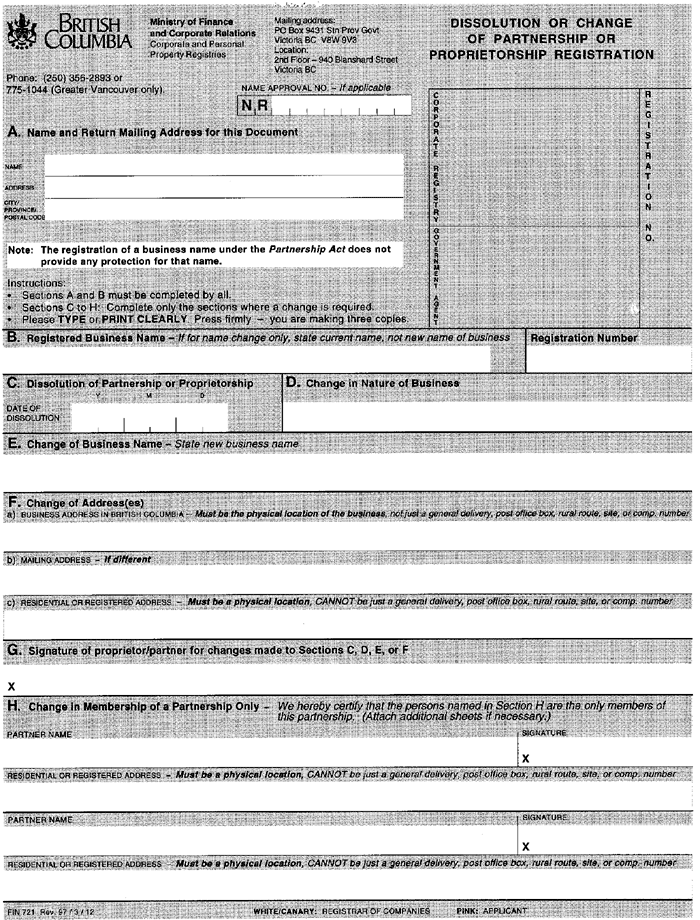 BRITISH
COLUMBIA
Ministry of Finance
and Corporate Relations
Corporate and Personal
Property Registries
Mailing address:
PO Box 9431 Stn Prov Govt
Victoria BC V8W 9V3
Location:
2nd Floor – 940 Blanshard Street
Victoria BC
DISSOLUTION OR CHANGE
OF PARTNERSHIP OR
PROPRIETORSHIP REGISTRATION
Phone: (250) 356-2893 or
775-1044 (Greater Vancouver only).
NAME APPROVAL NO. – if applicable
N R
CORPORATE REGISTRY
GOVERNMENT AGENT
REGISTRATION NO.
A. Name and Return Mailing Address for this Document
NAME
ADDRESS
CITY/
PROVINCE/
POSTAL CODE
Note: The registration of a business name under the Partnership Act does not
provide any protection for that name.
Instructions:
• Sections A and B must be completed by all.
• Sections C to H: Complete only the sections where a change is required.
• Please TYPE or PRINT CLEARLY. Press firmly – you are making three copies.
B. Registered Business Name – If for name change only, state current name, not new name of business
Registration Number
C. Dissolution of Partnership or Proprietorship
Y M D
DATE OF
DISSOLUTION
D. Change in Nature of Business
E. Change of Business Name – State new business name
F. Change of Address(es)
a) BUSINESS ADDRESS IN BRITISH COLUMBIA – Must be the physical location of the business, not just a general delivery, post office box, rural route, site, or comp. number
b) MAILING ADDRESS – If different
c) RESIDENTIAL OR REGISTERED ADDRESS – Must be a physical location, CANNOT be just a general delivery, post office box, rural route, site, or comp. number
G. Signature of proprietor/partner for changes made to Sections C, D, E, or F
X
H. Change in Membership of a Partnership Only – We hereby certify that the persons named in Section H are the only members of
this partnership. (Attach additional sheets if necessary.)
PARTNER NAME
SIGNATURE
X
RESIDENTIAL OR REGISTERED ADDRESS – Must be a physical location, CANNOT be just a general delivery, post office box, rural route, site, or comp. number
PARTNER NAME
SIGNATURE
X
RESIDENTIAL OR REGISTERED ADDRESS – Must be a physical location, CANNOT be just a general delivery, post office box, rural route, site, or comp. number
FIN 721 Rev. 97 / 3 / 12
WHITE/CANARY: REGISTRAR OF COMPANIES
PINK: APPLICANT